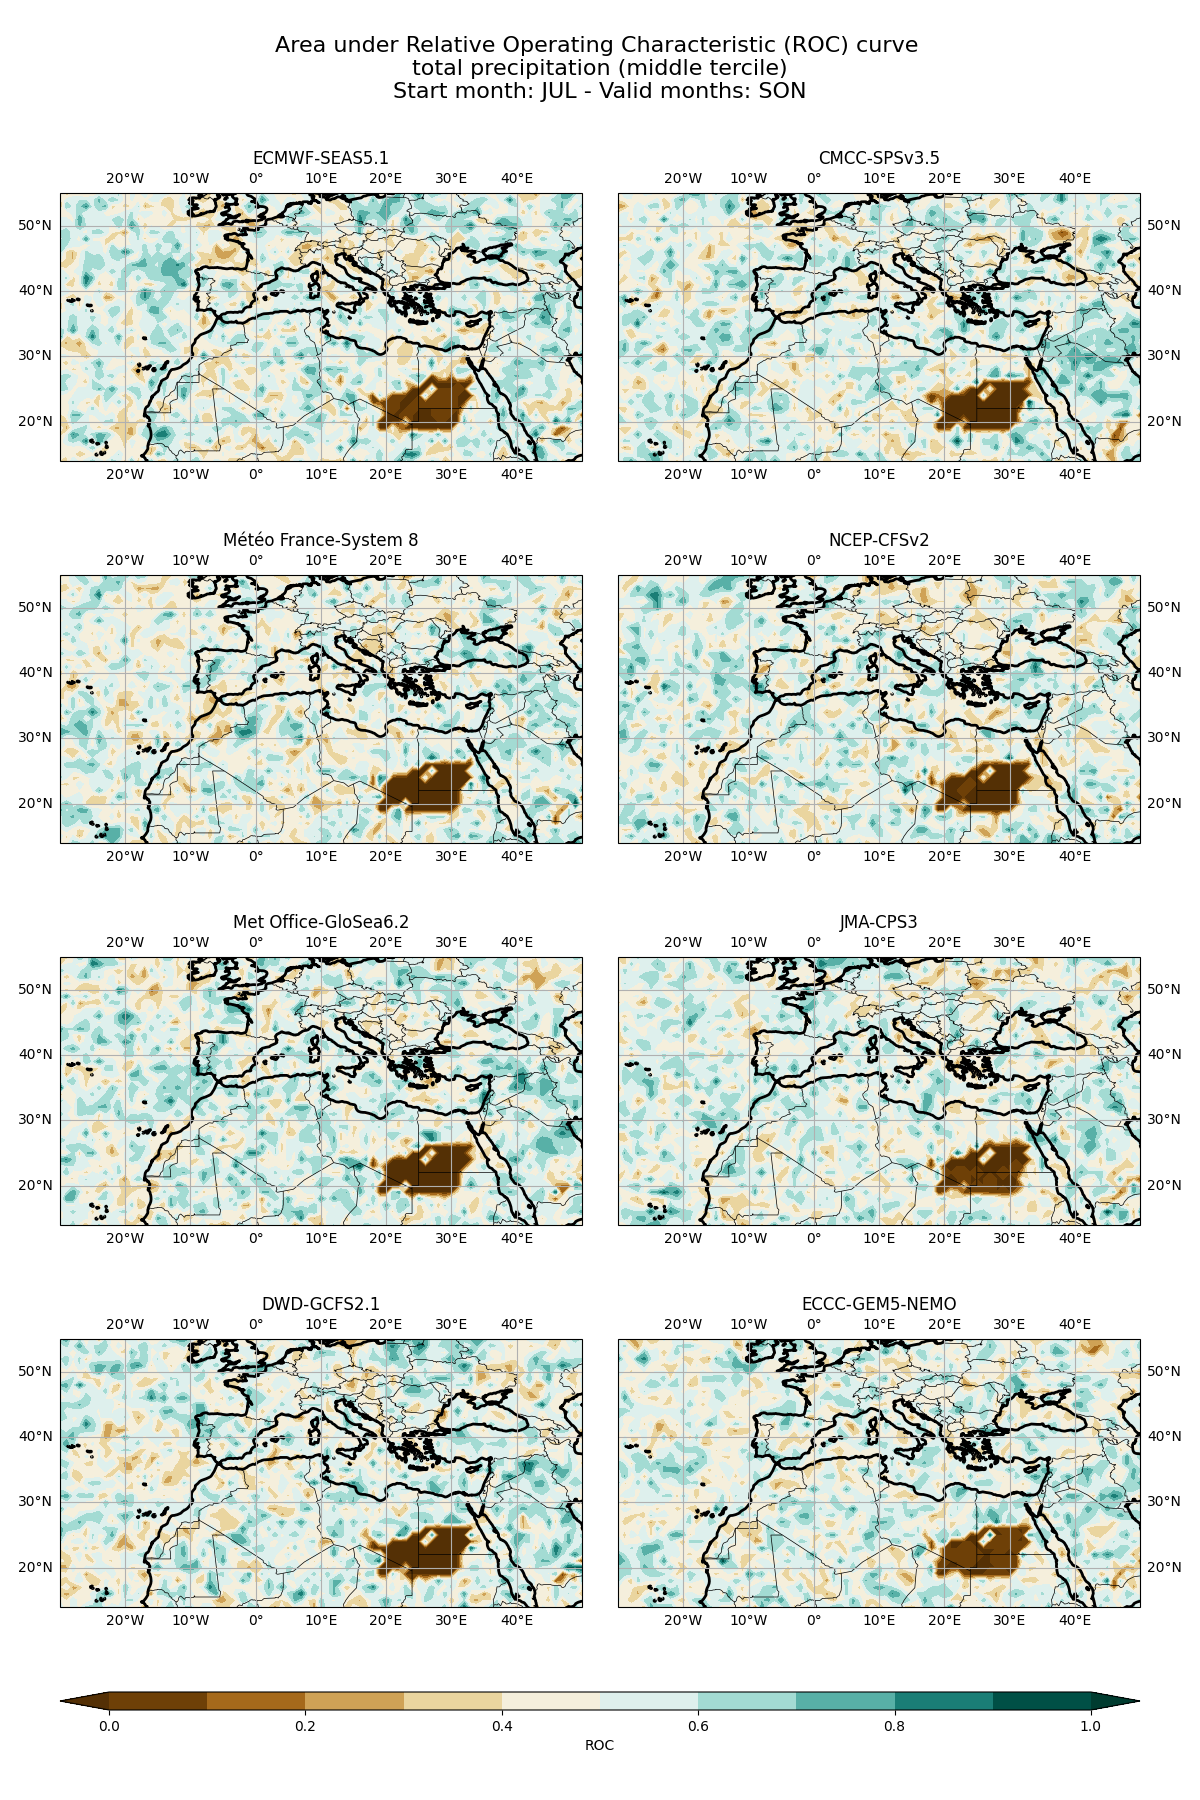 Area under Relative Operating Characteristic (ROC) curve
total precipitation (middle tercile)
Start month: JUL - Valid months: SON
ECMWF-SEAS5.1
20°W 10°W 0° 10°E 20°E 30°E 40°E
50°N
40°N
30°N
20°N
20°W 10°W 0° 10°E 20°E 30°E 40°E
CMCC-SPSv3.5
20°W 10°W 0° 10°E 20°E 30°E 40°E
50°N
40°N
30°N
20°N
20°W 10°W 0° 10°E 20°E 30°E 40°E
Météo France-System 8
20°W 10°W 0° 10°E 20°E 30°E 40°E
50°N
40°N
30°N
20°N
20°W 10°W 0° 10°E 20°E 30°E 40°E
NCEP-CFSv2
20°W 10°W 0° 10°E 20°E 30°E 40°E
50°N
40°N
30°N
20°N
20°W 10°W 0° 10°E 20°E 30°E 40°E
Met Office-GloSea6.2
20°W 10°W 0° 10°E 20°E 30°E 40°E
50°N
40°N
30°N
20°N
20°W 10°W 0° 10°E 20°E 30°E 40°E
JMA-CPS3
20°W 10°W 0° 10°E 20°E 30°E 40°E
50°N
40°N
30°N
20°N
20°W 10°W 0° 10°E 20°E 30°E 40°E
DWD-GCFS2.1
20°W 10°W 0° 10°E 20°E 30°E 40°E
50°N
40°N
30°N
20°N
20°W 10°W 0° 10°E 20°E 30°E 40°E
ECCC-GEM5-NEMO
20°W 10°W 0° 10°E 20°E 30°E 40°E
50°N
40°N
30°N
20°N
20°W 10°W 0° 10°E 20°E 30°E 40°E
0.0 0.2 0.4 0.6 0.8 1.0
ROC